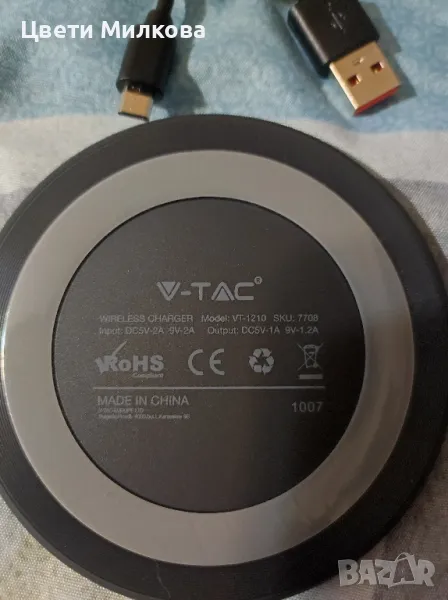 Цвети Милкова
V-TAC®
WIRELESS CHARGER Model: VT-1210 SKU: 7708
Input: DC5V-2A 9V-2A Output: DC5V-1A 9V-1.2A
RoHS
Compliant
CE
MADE IN CHINA
1007
BAZAR